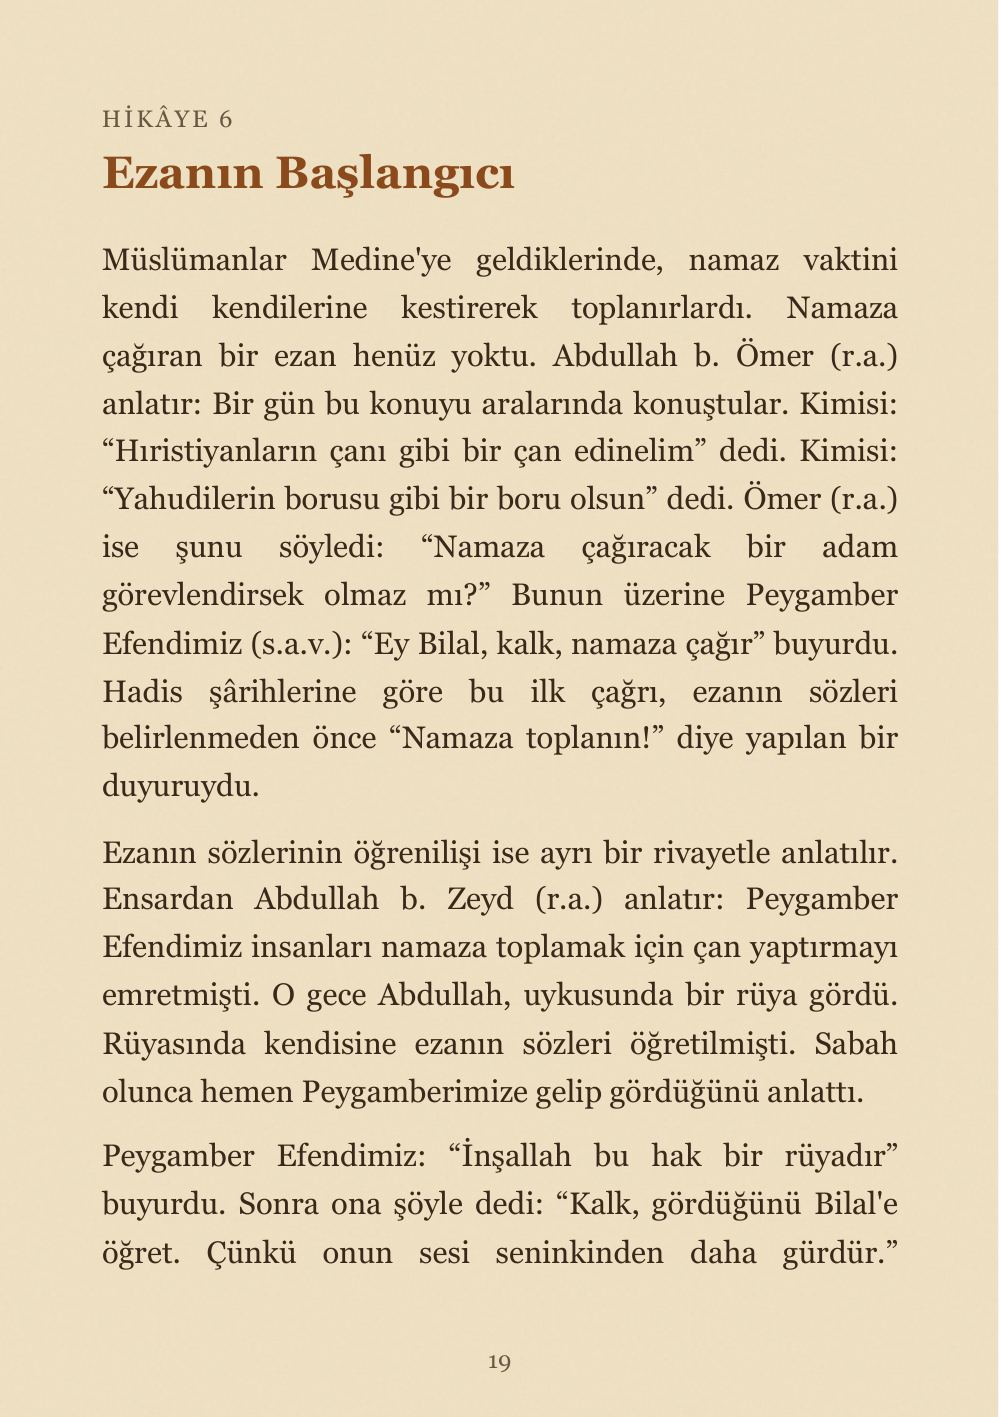 HİKÂYE 6
Ezanın Başlangıcı
Müslümanlar Medine'ye geldiklerinde, namaz vaktini
kendi kendilerine kestirerek toplanırlardı. Namaza
çağıran bir ezan henüz yoktu. Abdullah b. Ömer (r.a.)
anlatır: Bir gün bu konuyu aralarında konuştular. Kimisi:
“Hıristiyanların çanı gibi bir çan edinelim” dedi. Kimisi:
“Yahudilerin borusu gibi bir boru olsun” dedi. Ömer (r.a.)
ise şunu söyledi: “Namaza çağıracak bir adam
görevlendirsek olmaz mı?” Bunun üzerine Peygamber
Efendimiz (s.a.v.): “Ey Bilal, kalk, namaza çağır” buyurdu.
Hadis şârihlerine göre bu ilk çağrı, ezanın sözleri
belirlenmeden önce “Namaza toplanın!” diye yapılan bir
duyuruydu.
Ezanın sözlerinin öğrenilişi ise ayrı bir rivayetle anlatılır.
Ensardan Abdullah b. Zeyd (r.a.) anlatır: Peygamber
Efendimiz insanları namaza toplamak için çan yaptırmayı
emretmişti. O gece Abdullah, uykusunda bir rüya gördü.
Rüyasında kendisine ezanın sözleri öğretilmişti. Sabah
olunca hemen Peygamberimize gelip gördüğünü anlattı.
Peygamber Efendimiz: “İnşallah bu hak bir rüyadır”
buyurdu. Sonra ona şöyle dedi: “Kalk, gördüğünü Bilal'e
öğret. Çünkü onun sesi seninkinden daha gürdür.”
19